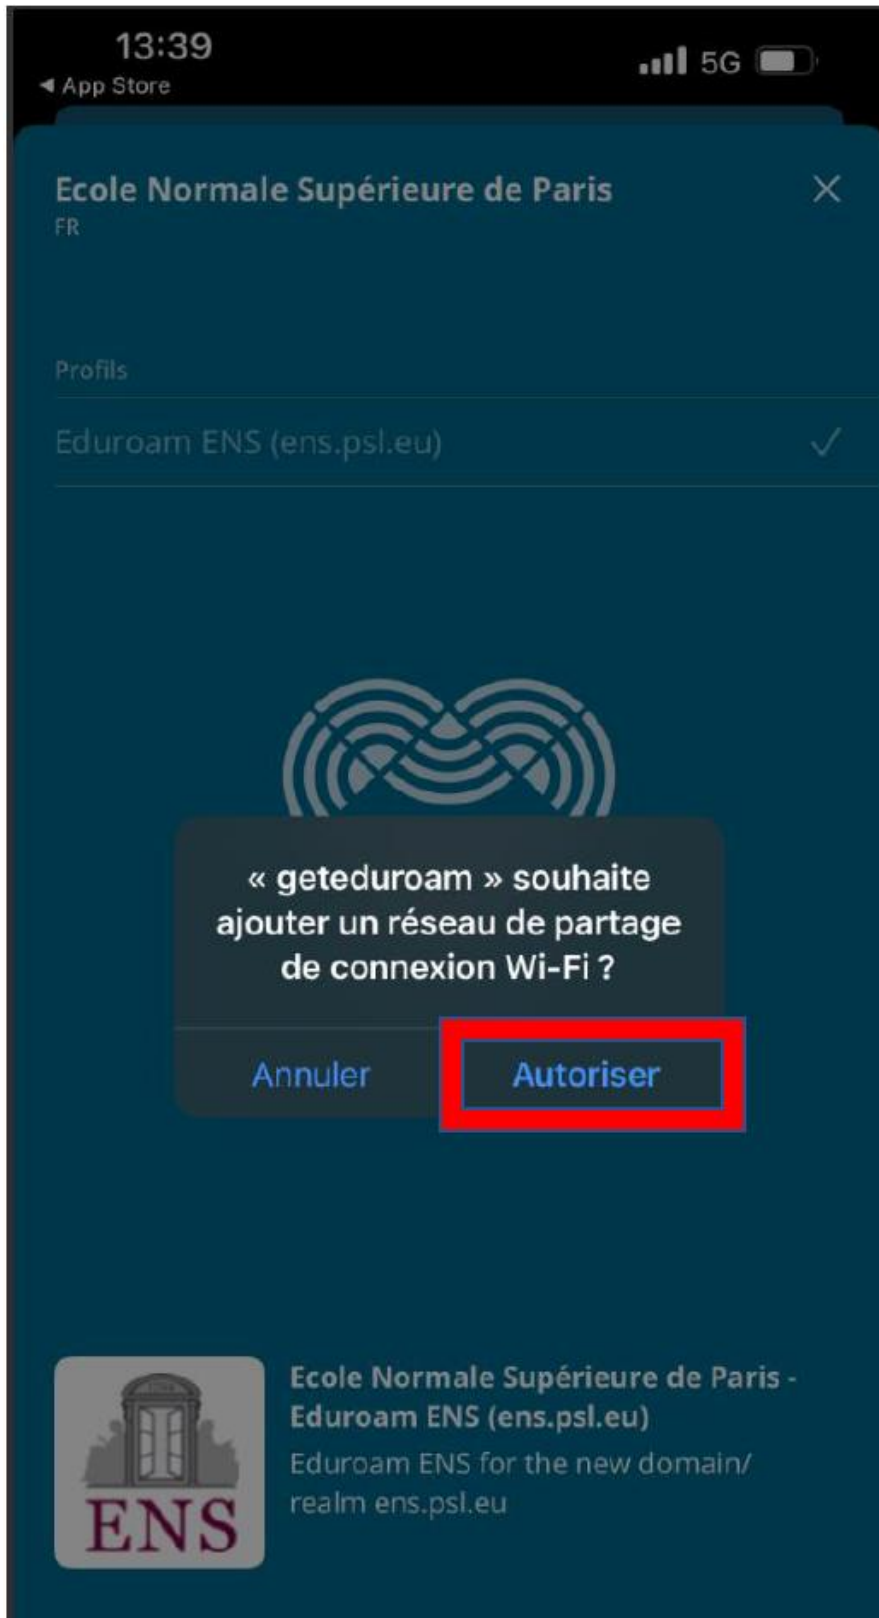 13:39
5G
◀ App Store
Ecole Normale Supérieure de Paris
FR
Profils
Eduroam ENS (ens.psl.eu)
« geteduroam » souhaite
ajouter un réseau de partage
de connexion Wi-Fi ?
Annuler
Autoriser
Ecole Normale Supérieure de Paris -
Eduroam ENS (ens.psl.eu)
Eduroam ENS for the new domain/
realm ens.psl.eu
ENS